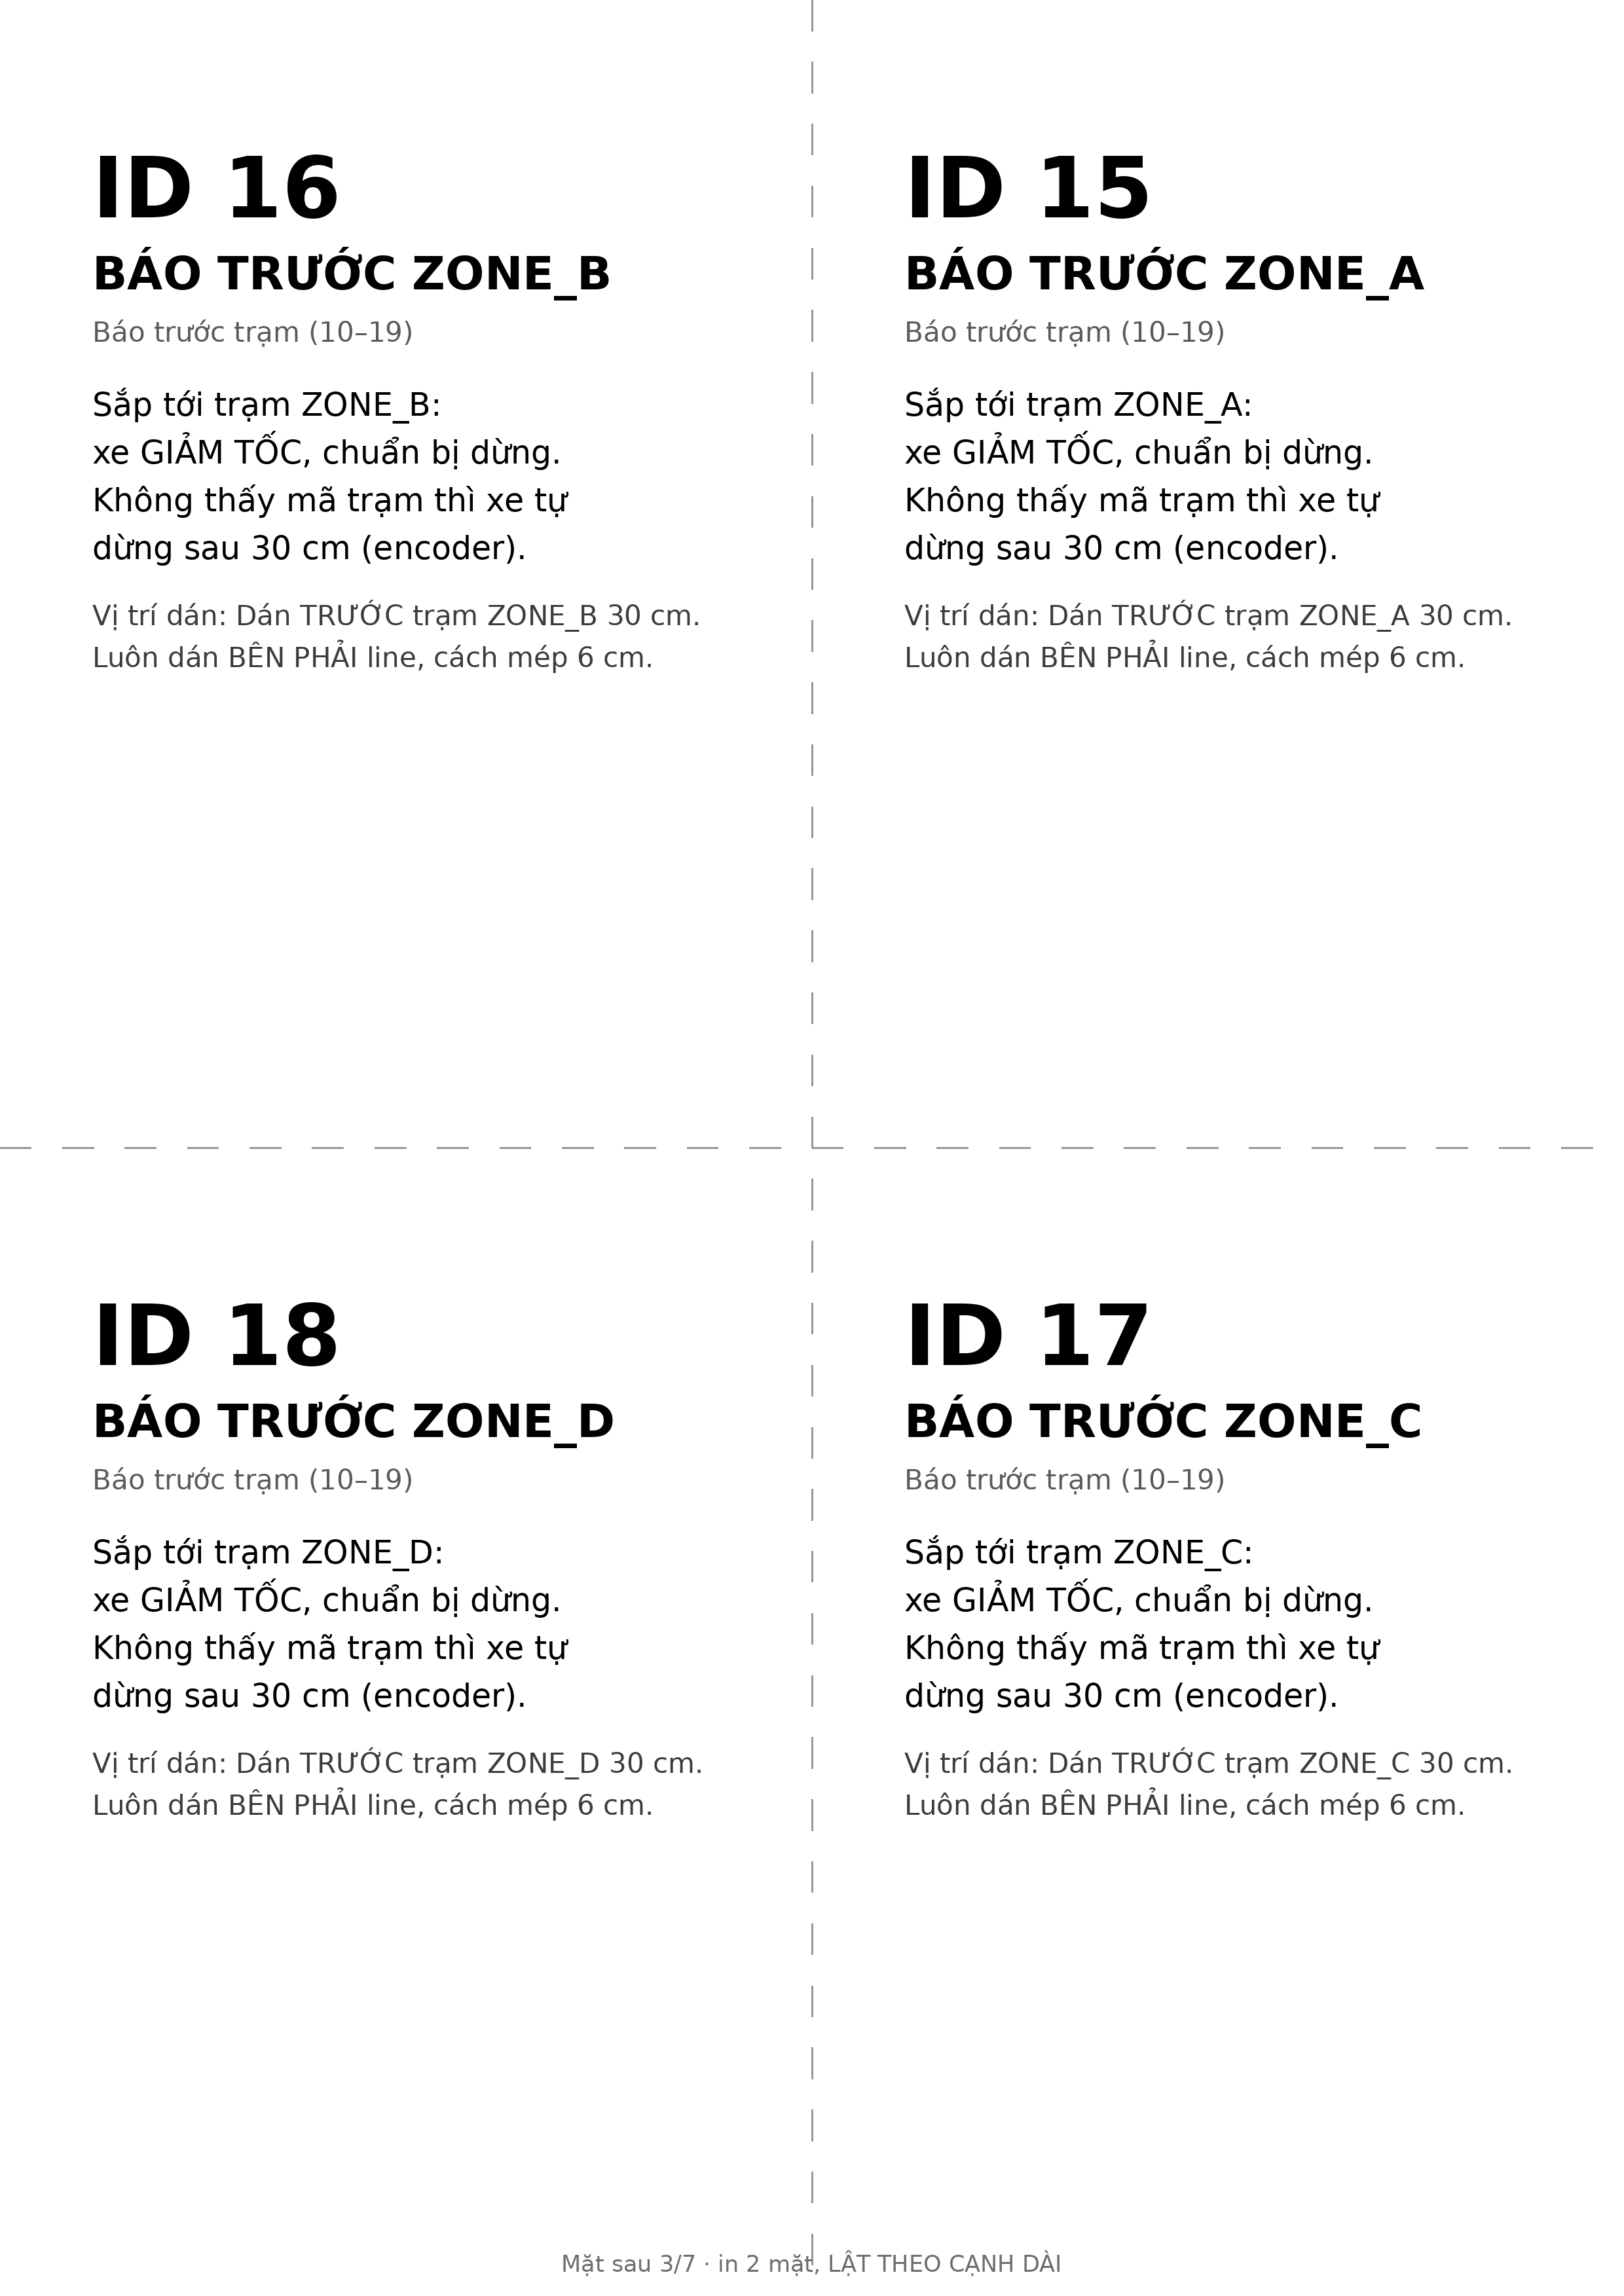 ID 16
BÁO TRƯỚC ZONE_B
Báo trước trạm (10–19)
Sắp tới trạm ZONE_B:
xe GIẢM TỐC, chuẩn bị dừng.
Không thấy mã trạm thì xe tự
dừng sau 30 cm (encoder).
Vị trí dán: Dán TRƯỚC trạm ZONE_B 30 cm.
Luôn dán BÊN PHẢI line, cách mép 6 cm.
ID 15
BÁO TRƯỚC ZONE_A
Báo trước trạm (10–19)
Sắp tới trạm ZONE_A:
xe GIẢM TỐC, chuẩn bị dừng.
Không thấy mã trạm thì xe tự
dừng sau 30 cm (encoder).
Vị trí dán: Dán TRƯỚC trạm ZONE_A 30 cm.
Luôn dán BÊN PHẢI line, cách mép 6 cm.
ID 18
BÁO TRƯỚC ZONE_D
Báo trước trạm (10–19)
Sắp tới trạm ZONE_D:
xe GIẢM TỐC, chuẩn bị dừng.
Không thấy mã trạm thì xe tự
dừng sau 30 cm (encoder).
Vị trí dán: Dán TRƯỚC trạm ZONE_D 30 cm.
Luôn dán BÊN PHẢI line, cách mép 6 cm.
ID 17
BÁO TRƯỚC ZONE_C
Báo trước trạm (10–19)
Sắp tới trạm ZONE_C:
xe GIẢM TỐC, chuẩn bị dừng.
Không thấy mã trạm thì xe tự
dừng sau 30 cm (encoder).
Vị trí dán: Dán TRƯỚC trạm ZONE_C 30 cm.
Luôn dán BÊN PHẢI line, cách mép 6 cm.
Mặt sau 3/7 · in 2 mặt, LẬT THEO CẠNH DÀI